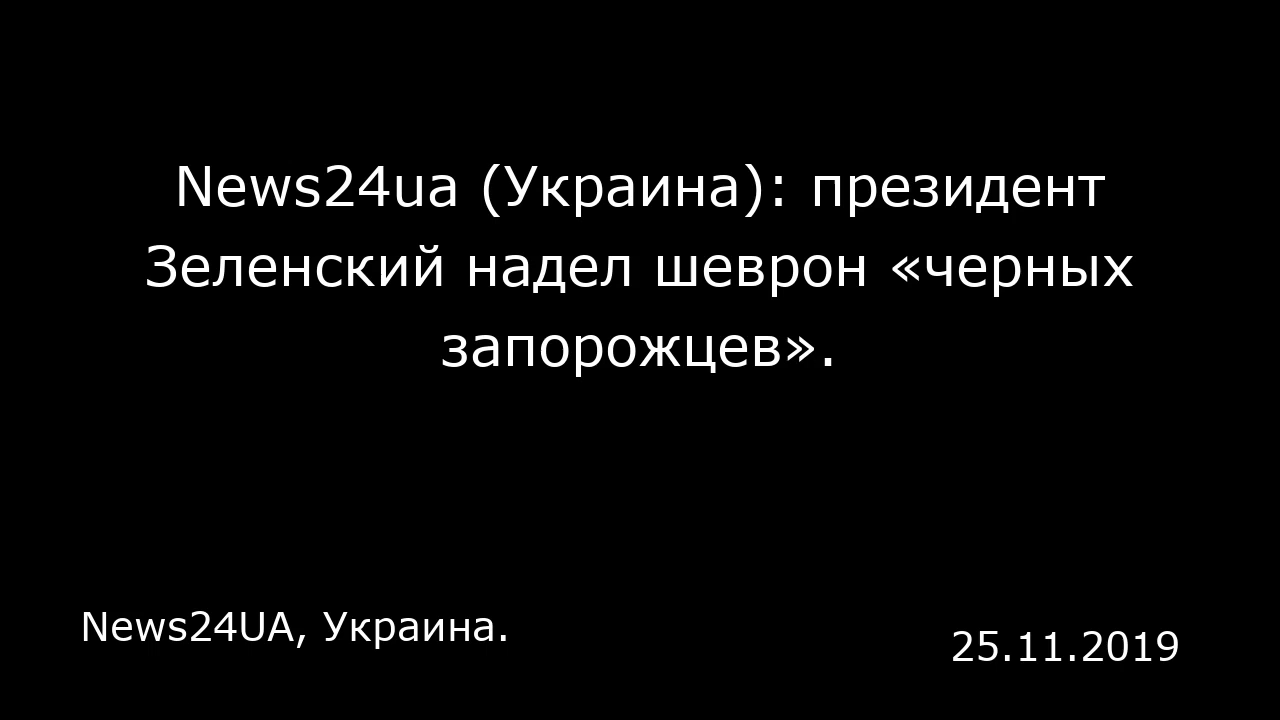 News24ua (Украина): президент
Зеленский надел шеврон «черных
запорожцев».
News24UA, Украина.
25.11.2019